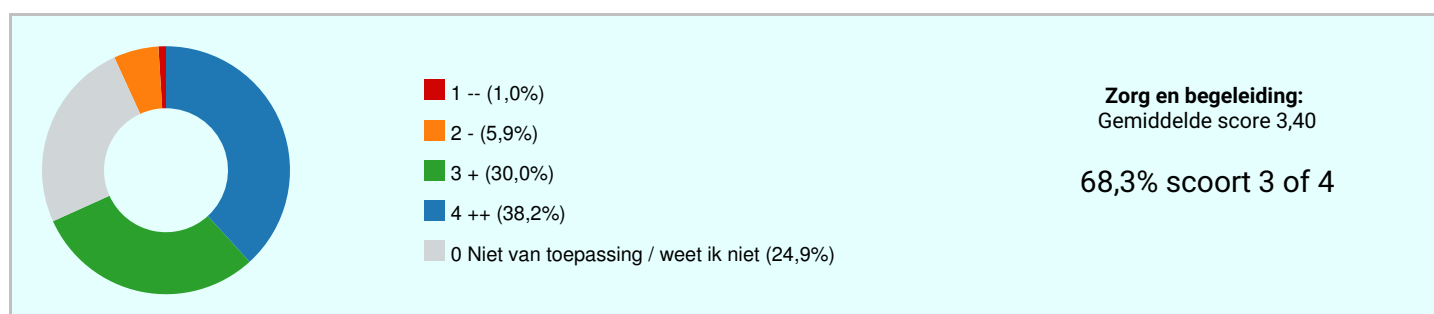 1 -- (1,0%)
2 - (5,9%)
3 + (30,0%)
4 ++ (38,2%)
0 Niet van toepassing / weet ik niet (24,9%)
Zorg en begeleiding:
Gemiddelde score 3,40
68,3% scoort 3 of 4